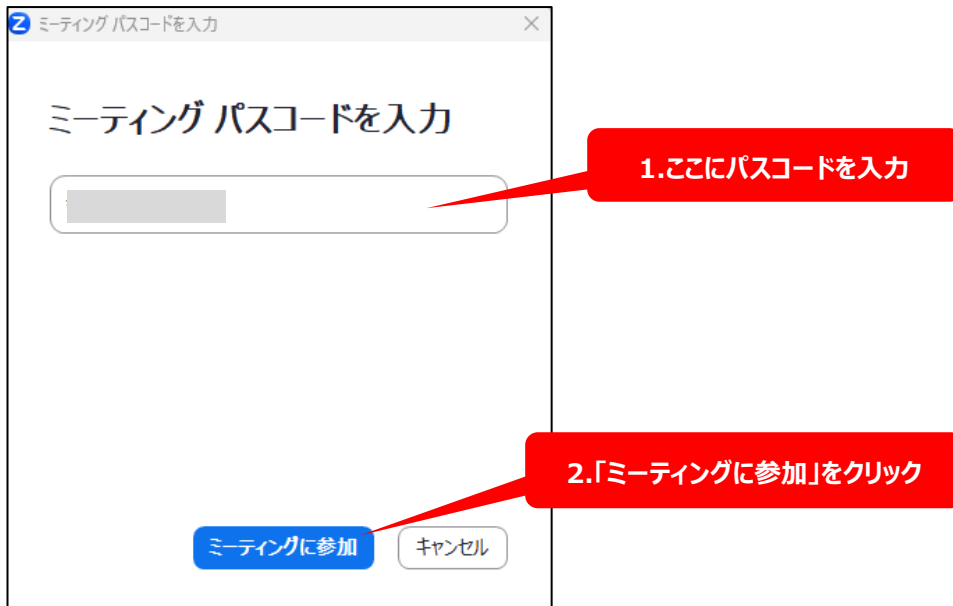 Z ミーティング パスコードを入力
ミーティング パスコードを入力
1.ここにパスコードを入力
2.「ミーティングに参加」をクリック
ミーティングに参加
キャンセル